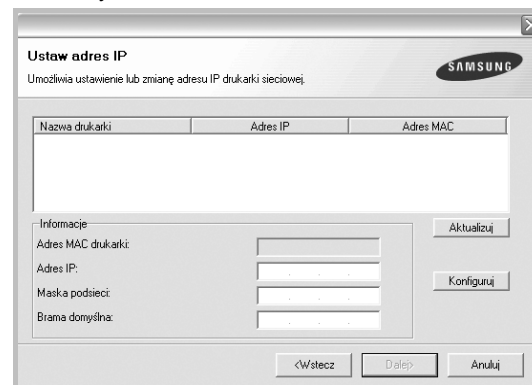 Ustaw adres IP
Umożliwia ustawienie lub zmianę adresu IP drukarki sieciowej.
SAMSUNG
Nazwa drukarki Adres IP Adres MAC
Informacje
Aktualizuj
Adres MAC drukarki:
Adres IP:
Konfiguruj
Maska podsieci:
Brama domyślna:
<Wstecz Dalej> Anuluj